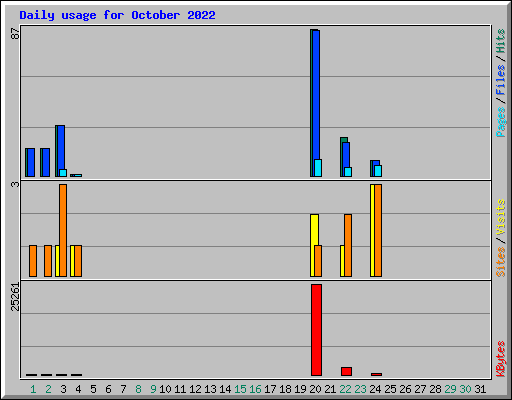 Daily usage for October 2022
87
3
25261
Pages/Files/Hits
Sites/Visits
KBytes
1 2 3 4 5 6 7 8 9 10 11 12 13 14 15 16 17 18 19 20 21 22 23 24 25 26 27 28 29 30 31